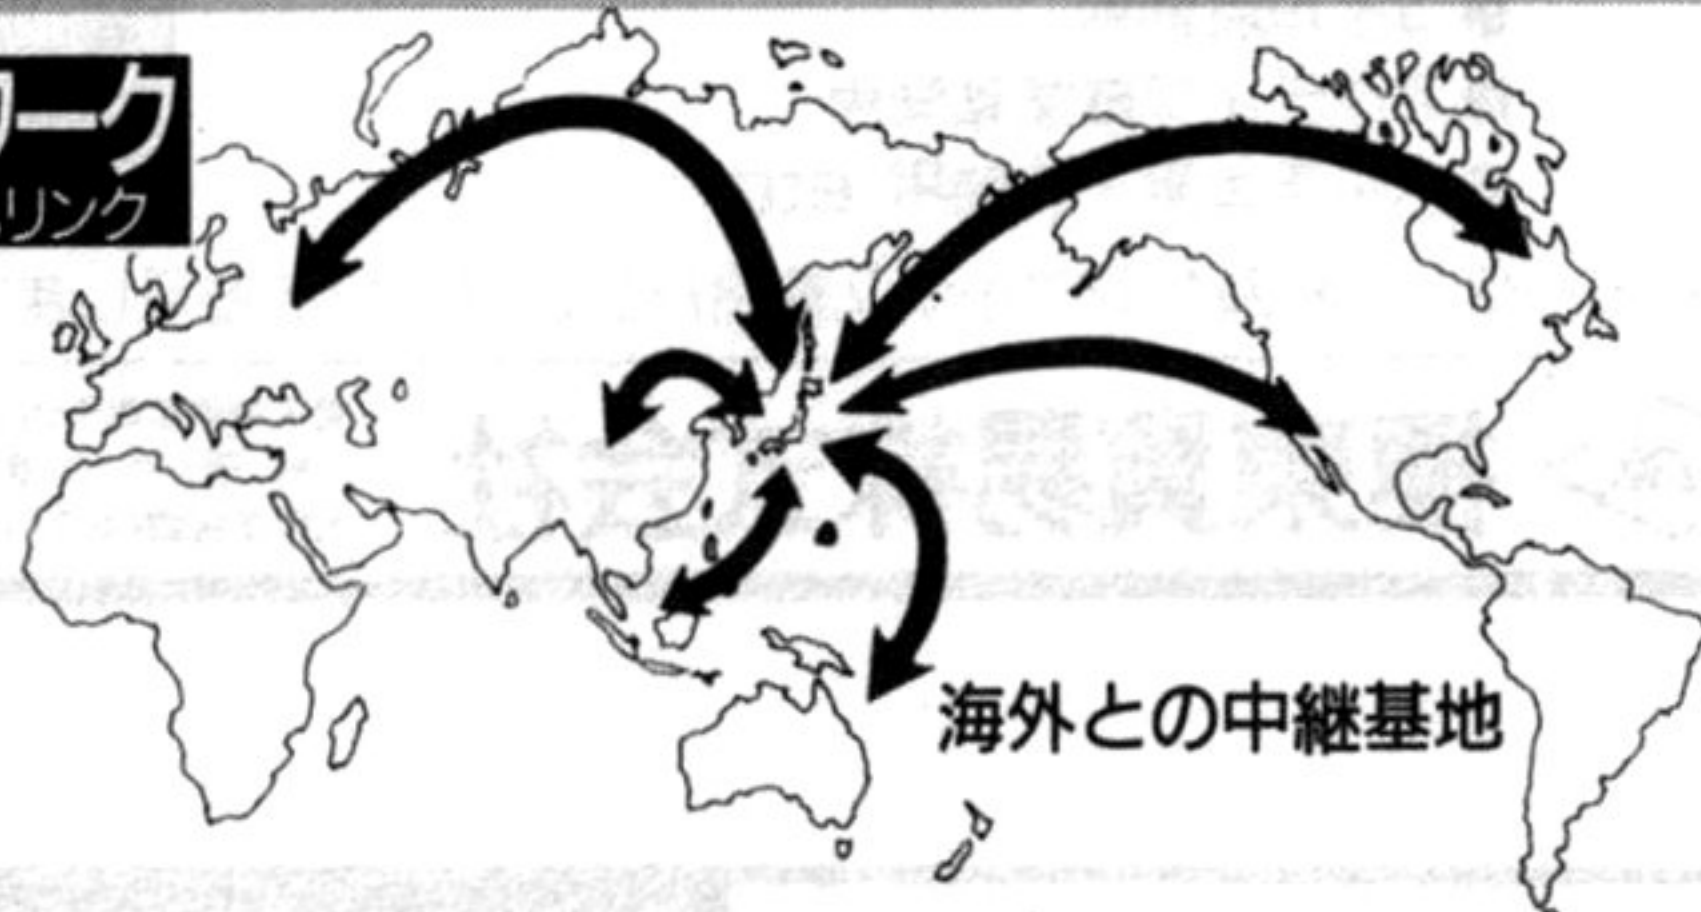 ワーク
リンク
海外との中継基地